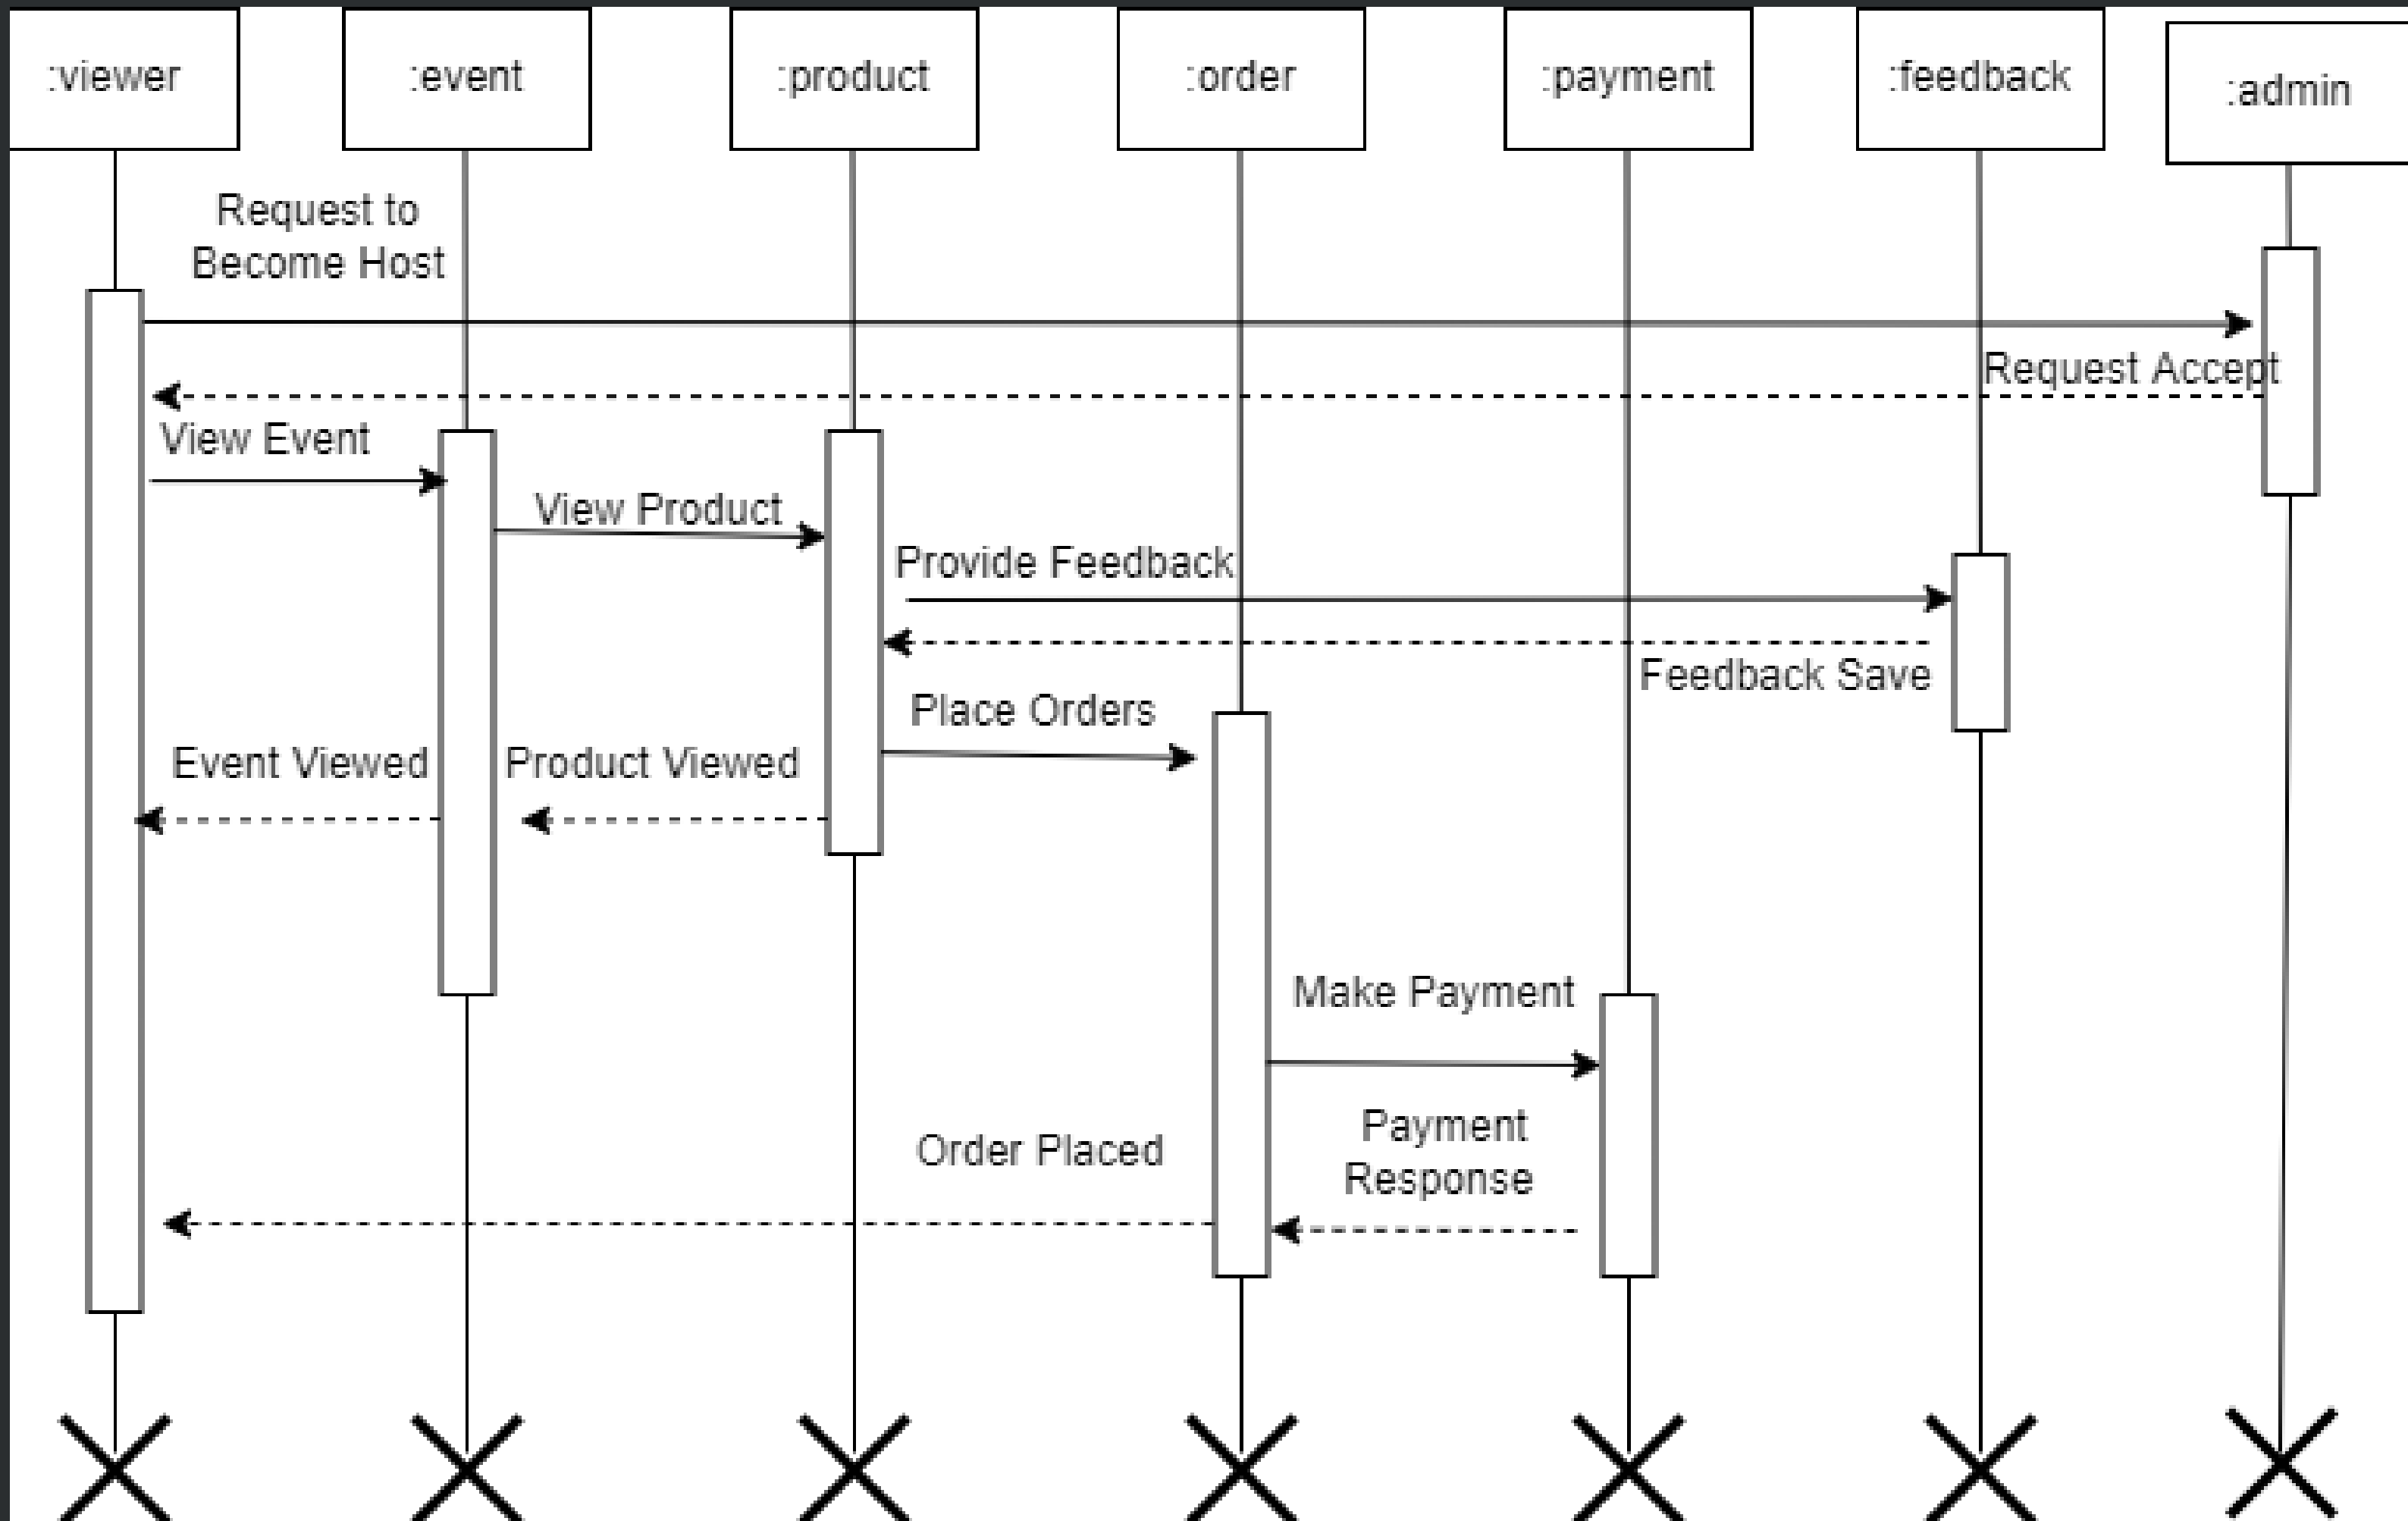 :viewer
:event
:product
:order
:payment
:feedback
:admin
Request to
Become Host
Request Accept
View Event
View Product
Provide Feedback
Feedback Save
Place Orders
Event Viewed
Product Viewed
Make Payment
Payment
Response
Order Placed